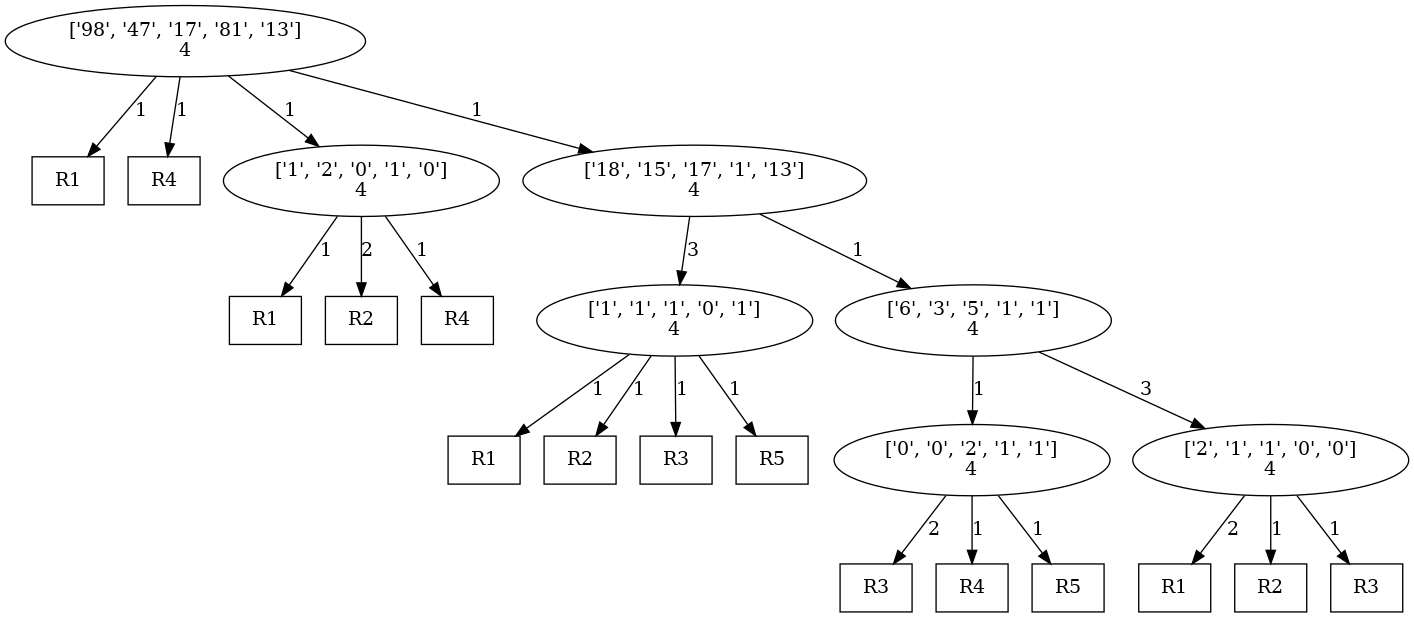 ['98', '47', '17', '81', '13']
4
1
1
1
1
R1
R4
['1', '2', '0', '1', '0']
4
['18', '15', '17', '1', '13']
4
1
2
1
3
1
R1
R2
R4
['1', '1', '1', '0', '1']
4
['6', '3', '5', '1', '1']
4
1
1
1
1
1
3
R1
R2
R3
R5
['0', '0', '2', '1', '1']
4
['2', '1', '1', '0', '0']
4
2
1
1
2
1
1
R3
R4
R5
R1
R2
R3